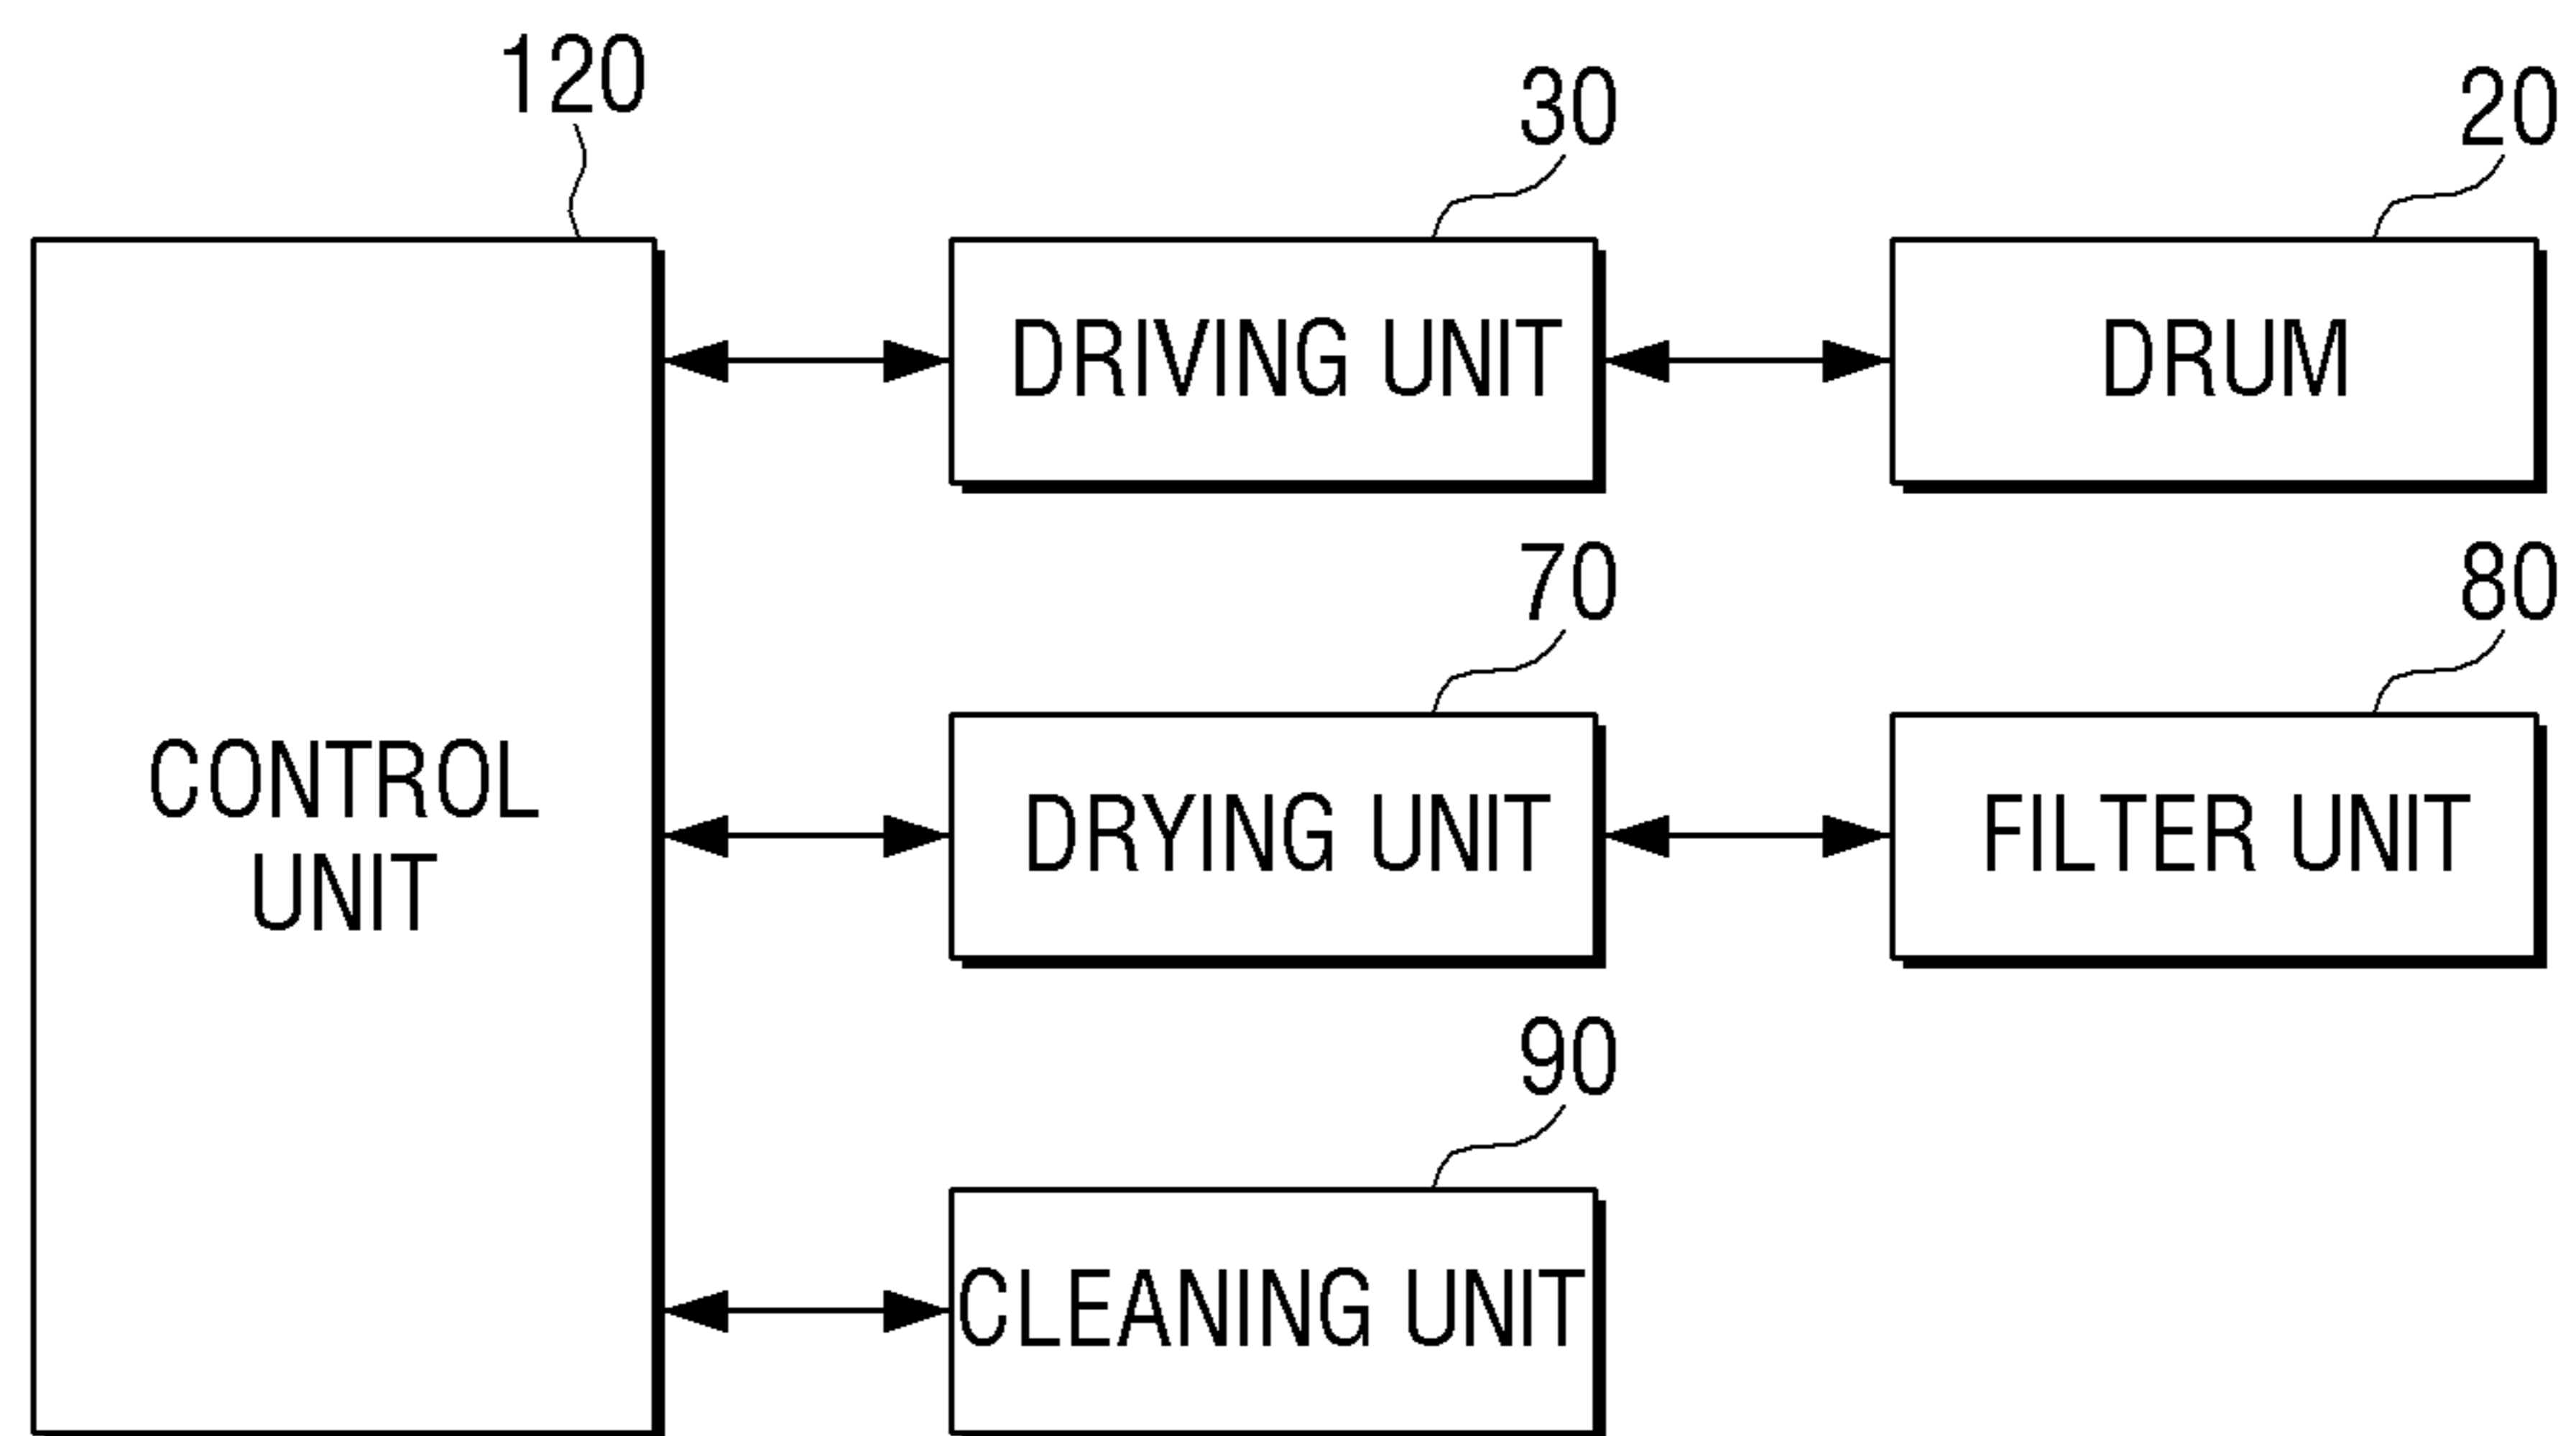 120
30
20
DRIVING UNIT
DRUM
70
80
CONTROL
UNIT
DRYING UNIT
FILTER UNIT
90
CLEANING UNIT